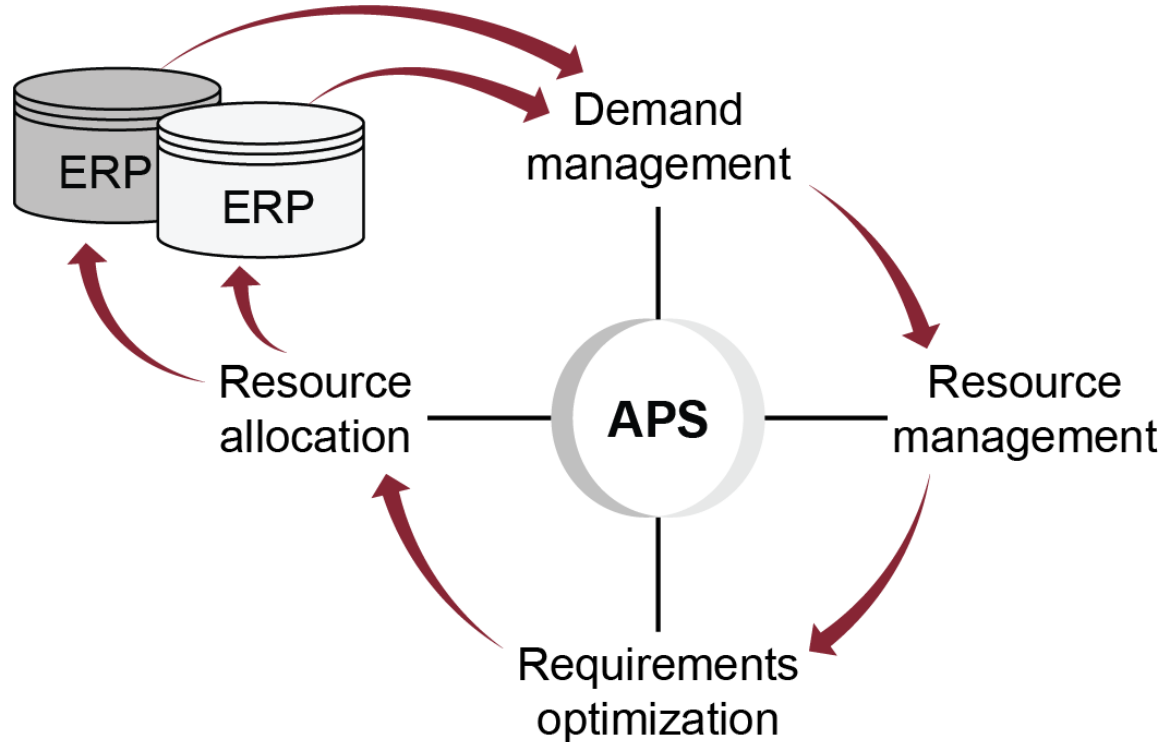 ERP
ERP
Demand
management
Resource
management
APS
Resource
allocation
Requirements
optimization